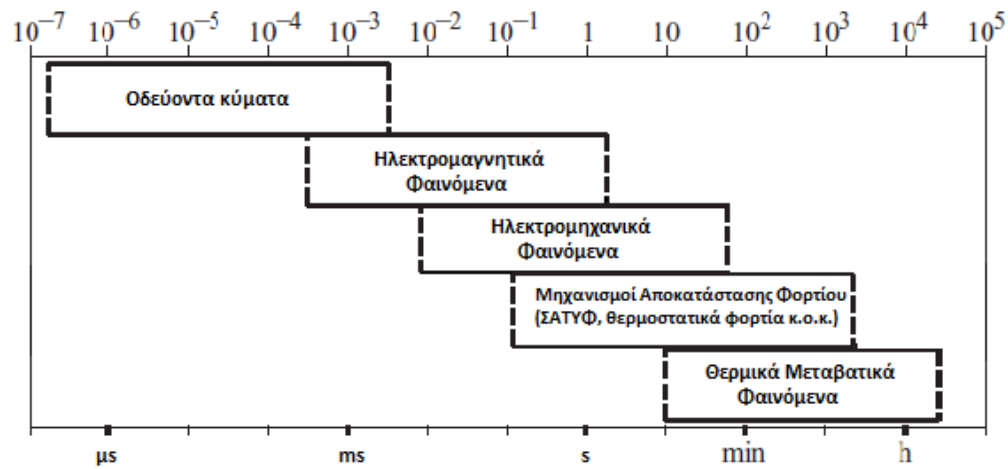 10⁻⁷ 10⁻⁶ 10⁻⁵ 10⁻⁴ 10⁻³ 10⁻² 10⁻¹ 1 10 10² 10³ 10⁴ 10⁵
Οδεύοντα κύματα
Ηλεκτρομαγνητικά
Φαινόμενα
Ηλεκτρομηχανικά
Φαινόμενα
Μηχανισμοί Αποκατάστασης Φορτίου
(ΣΑΤΥΦ, θερμοστατικά φορτία κ.ο.κ.)
Θερμικά Μεταβατικά
Φαινόμενα
μs ms s min h